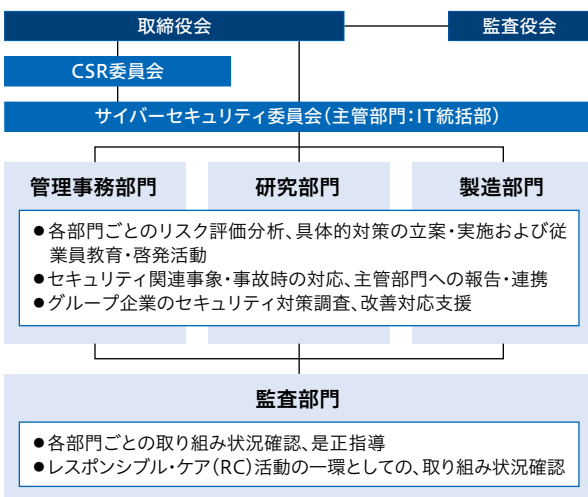 取締役会
監査役会
CSR委員会
サイバーセキュリティ委員会(主管部門:IT統括部)
管理事務部門
研究部門
製造部門
●各部門ごとのリスク評価分析、具体的対策の立案・実施および従
業員教育・啓発活動
●セキュリティ関連事象・事故時の対応、主管部門への報告・連携
●グループ企業のセキュリティ対策調査、改善対応支援
監査部門
●各部門ごとの取り組み状況確認、是正指導
●レスポンシブル・ケア(RC)活動の一環としての、取り組み状況確認